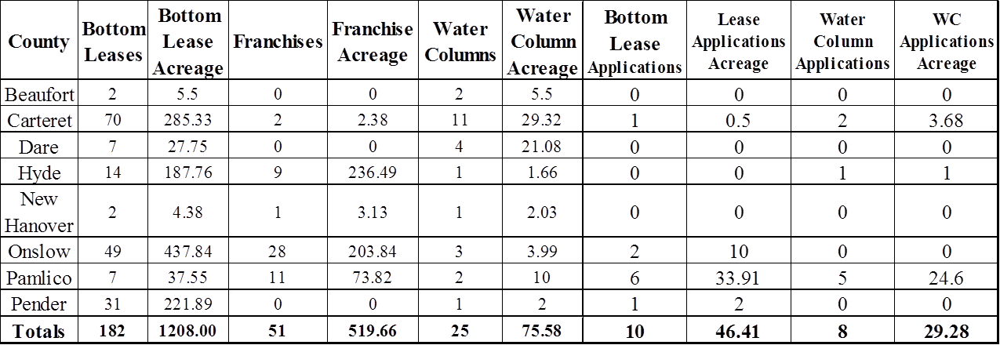 County Bottom Leases Bottom Lease Acreage Franchises Franchise Acreage Water Columns Water Column Acreage Bottom Lease Applications Lease Applications Acreage Water Column Applications WC Applications Acreage
Beaufort 2 5.5 0 0 2 5.5 0 0 0 0
Carteret 70 285.33 2 2.38 11 29.32 1 0.5 2 3.68
Dare 7 27.75 0 0 4 21.08 0 0 0 0
Hyde 14 187.76 9 236.49 1 1.66 0 0 1 1
New Hanover 2 4.38 1 3.13 1 2.03 0 0 0 0
Onslow 49 437.84 28 203.84 3 3.99 2 10 0 0
Pamlico 7 37.55 11 73.82 2 10 6 33.91 5 24.6
Pender 31 221.89 0 0 1 2 1 2 0 0
Totals 182 1208.00 51 519.66 25 75.58 10 46.41 8 29.28